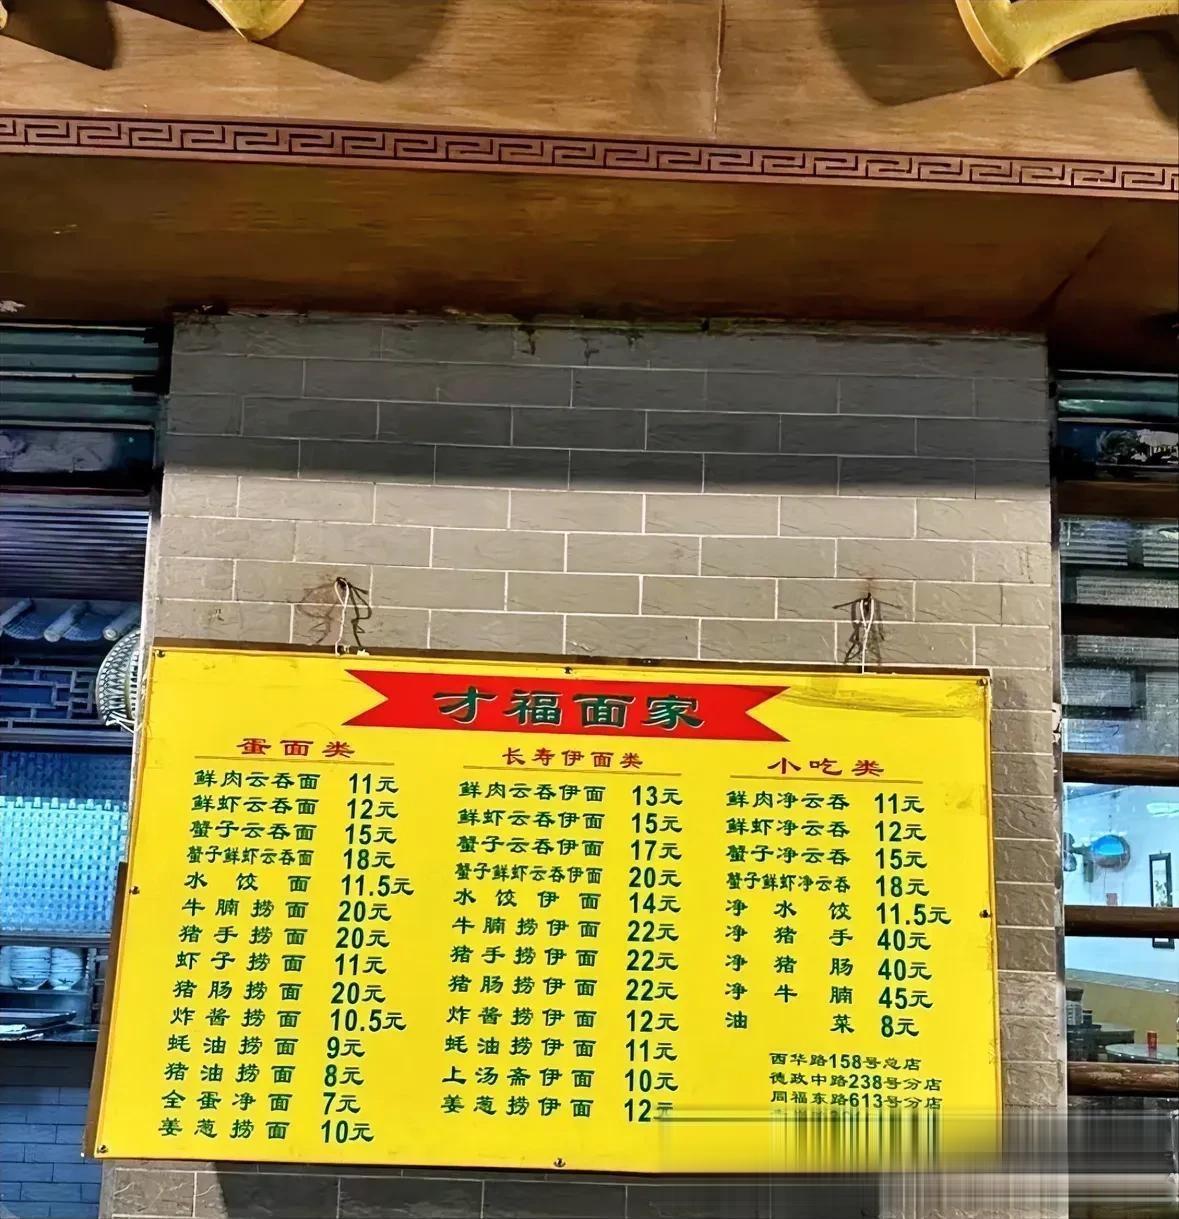 才福面家
蛋面类
鲜肉云吞面 11元
鲜虾云吞面 12元
蟹子云吞面 15元
蟹子鲜虾云吞面 18元
水饺面 11.5元
牛腩捞面 20元
猪手捞面 20元
虾子捞面 11元
猪肠捞面 20元
炸酱捞面 10.5元
蚝油捞面 9元
猪油捞面 8元
全蛋净面 7元
姜葱捞面 10元
长寿伊面类
鲜肉云吞伊面 13元
鲜虾云吞伊面 15元
蟹子云吞伊面 17元
蟹子鲜虾云吞伊面 20元
水饺伊面 14元
牛腩捞伊面 22元
猪手捞伊面 22元
猪肠捞伊面 22元
炸酱捞伊面 12元
蚝油捞伊面 11元
上汤斋伊面 10元
姜葱捞伊面 12元
小吃类
鲜肉净云吞 11元
鲜虾净云吞 12元
蟹子净云吞 15元
蟹子鲜虾净云吞 18元
净水饺 11.5元
净猪手 40元
净猪肠 40元
净牛腩 45元
油菜 8元
西华路158号总店
德政中路238号分店
同福东路613号分店